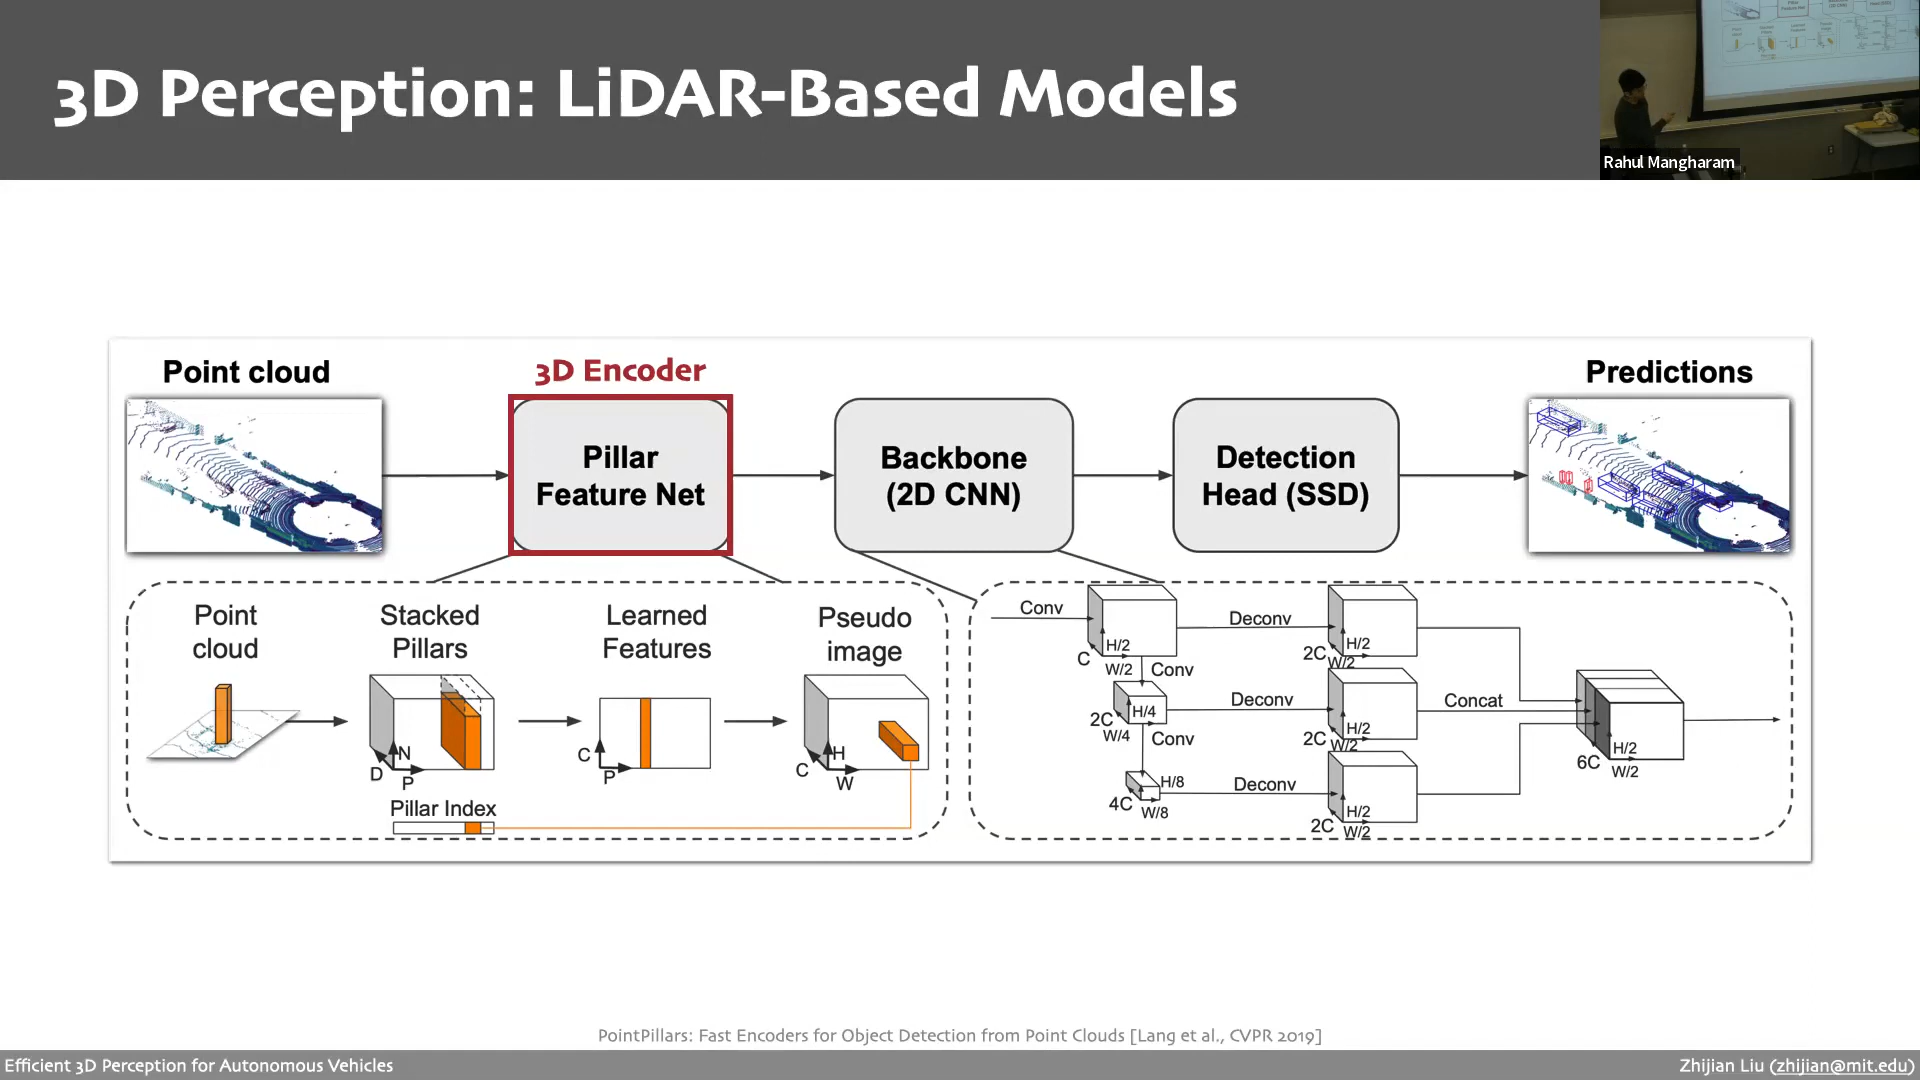 3D Perception: LiDAR-Based Models
Rahul Mangharam
Point cloud
3D Encoder
Predictions
Pillar
Feature Net
Backbone
(2D CNN)
Detection
Head (SSD)
Point
cloud
Stacked
Pillars
Learned
Features
Pseudo
image
D
N
P
C
P
C
H
W
Pillar Index
Conv
C
H/2
W/2
Deconv
2C
H/2
W/2
Conv
2C
H/4
W/4
Deconv
2C
H/2
W/2
Concat
Conv
4C
H/8
W/8
Deconv
2C
H/2
W/2
6C
H/2
W/2
PointPillars: Fast Encoders for Object Detection from Point Clouds [Lang et al., CVPR 2019]
Efficient 3D Perception for Autonomous Vehicles
Zhijian Liu (zhijian@mit.edu)